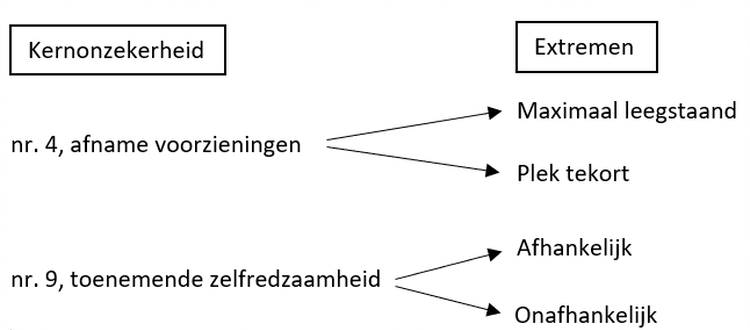 Kernonzekerheid
Extremen
nr. 4, afname voorzieningen
Maximaal leegstaand
Plek tekort
nr. 9, toenemende zelfredzaamheid
Afhankelijk
Onafhankelijk